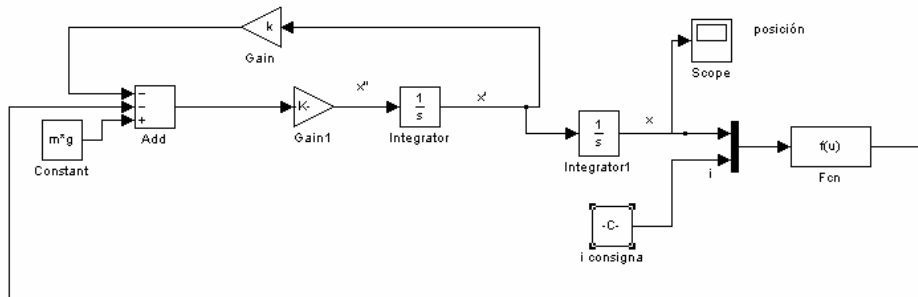 k
Gain
posición
Scope
−
−
+
Add
m*g
Constant
K-
Gain1
x''
1
s
Integrator
x'
1
s
Integrator1
x
i
f(u)
Fcn
-C-
i consigna